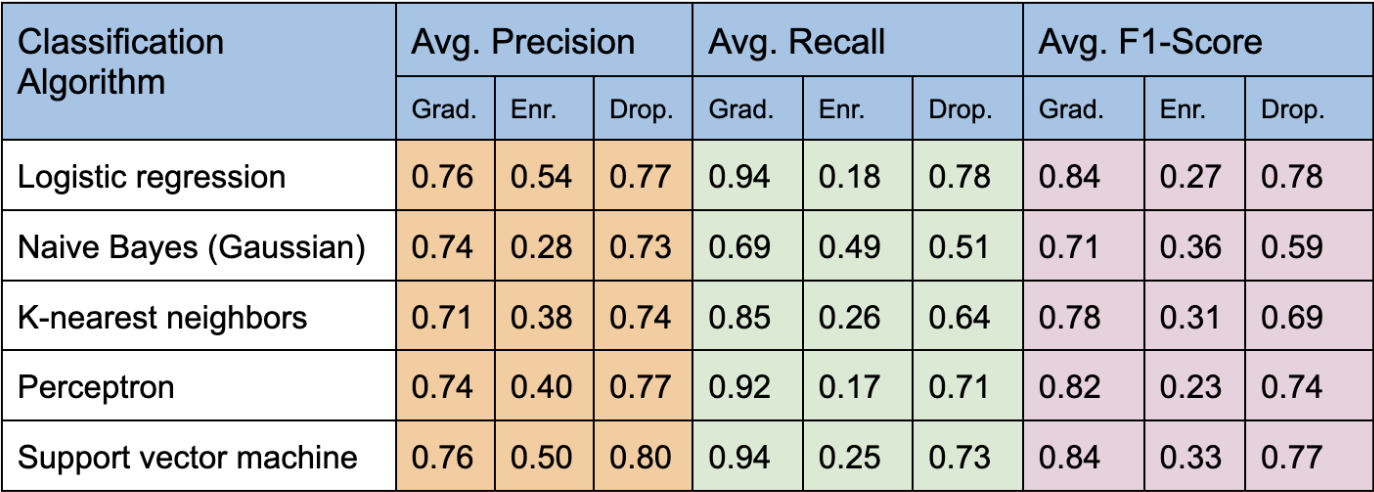 Classification Algorithm Avg. Precision Avg. Recall Avg. F1-Score
Grad. Enr. Drop. Grad. Enr. Drop. Grad. Enr. Drop.
Logistic regression 0.76 0.54 0.77 0.94 0.18 0.78 0.84 0.27 0.78
Naive Bayes (Gaussian) 0.74 0.28 0.73 0.69 0.49 0.51 0.71 0.36 0.59
K-nearest neighbors 0.71 0.38 0.74 0.85 0.26 0.64 0.78 0.31 0.69
Perceptron 0.74 0.40 0.77 0.92 0.17 0.71 0.82 0.23 0.74
Support vector machine 0.76 0.50 0.80 0.94 0.25 0.73 0.84 0.33 0.77